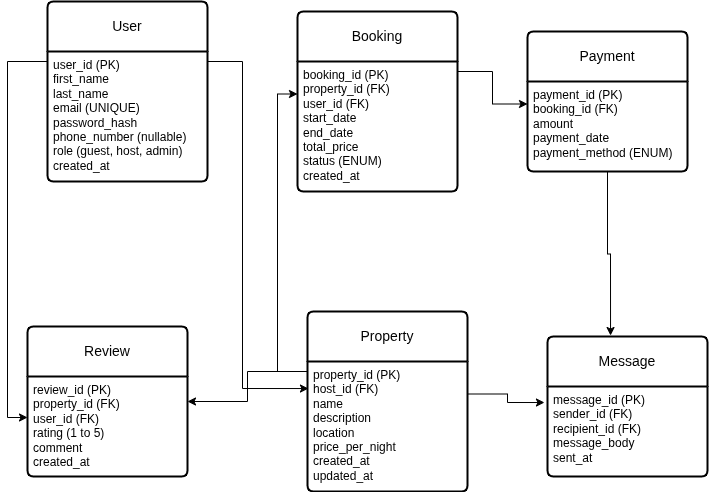 User
user_id (PK)
first_name
last_name
email (UNIQUE)
password_hash
phone_number (nullable)
role (guest, host, admin)
created_at
Booking
booking_id (PK)
property_id (FK)
user_id (FK)
start_date
end_date
total_price
status (ENUM)
created_at
Payment
payment_id (PK)
booking_id (FK)
amount
payment_date
payment_method (ENUM)
Review
review_id (PK)
property_id (FK)
user_id (FK)
rating (1 to 5)
comment
created_at
Property
property_id (PK)
host_id (FK)
name
description
location
price_per_night
created_at
updated_at
Message
message_id (PK)
sender_id (FK)
recipient_id (FK)
message_body
sent_at